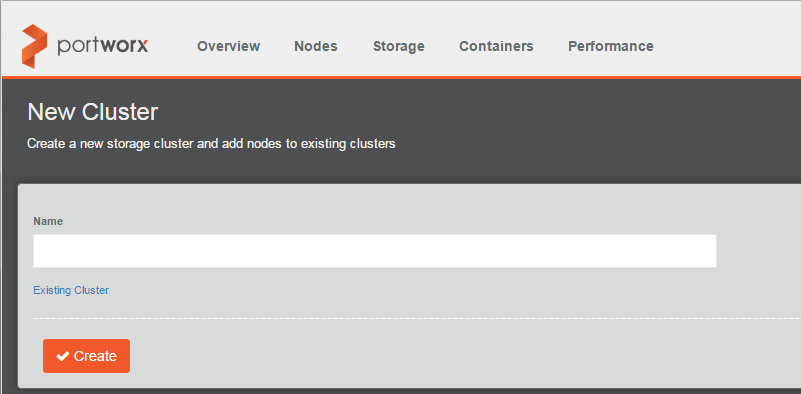 portworx Overview Nodes Storage Containers Performance
New Cluster
Create a new storage cluster and add nodes to existing clusters
Name
Existing Cluster
Create